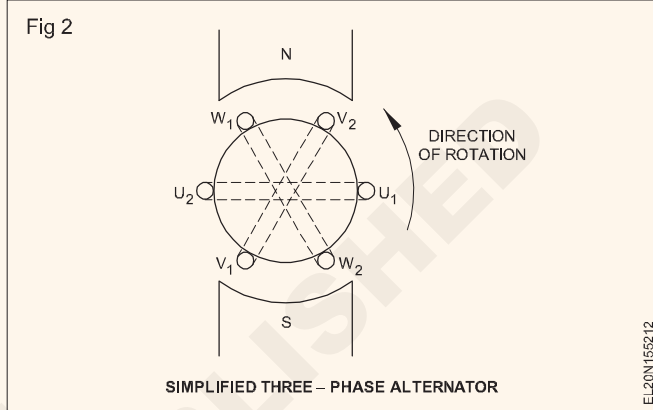 Fig 2
N
W1
V2
DIRECTION
OF ROTATION
U2
U1
V1
W2
S
SIMPLIFIED THREE – PHASE ALTERNATOR
EL20N155212